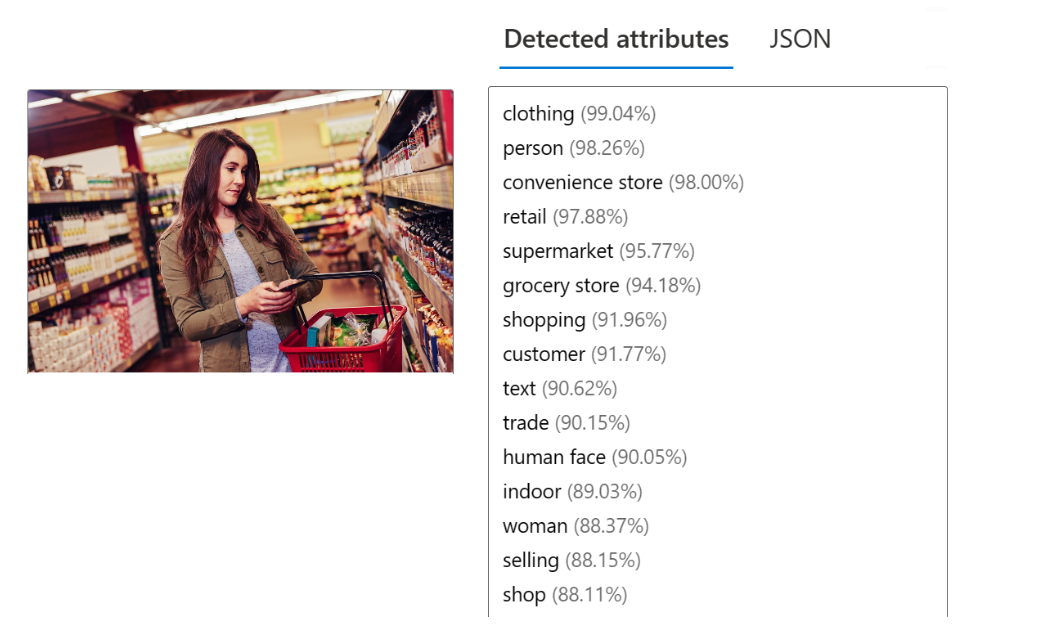 Detected attributes
JSON
clothing (99.04%)
person (98.26%)
convenience store (98.00%)
retail (97.88%)
supermarket (95.77%)
grocery store (94.18%)
shopping (91.96%)
customer (91.77%)
text (90.62%)
trade (90.15%)
human face (90.05%)
indoor (89.03%)
woman (88.37%)
selling (88.15%)
shop (88.11%)